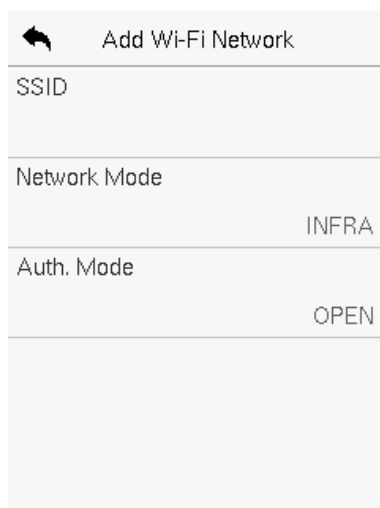 Add Wi-Fi Network
SSID
Network Mode
INFRA
Auth. Mode
OPEN